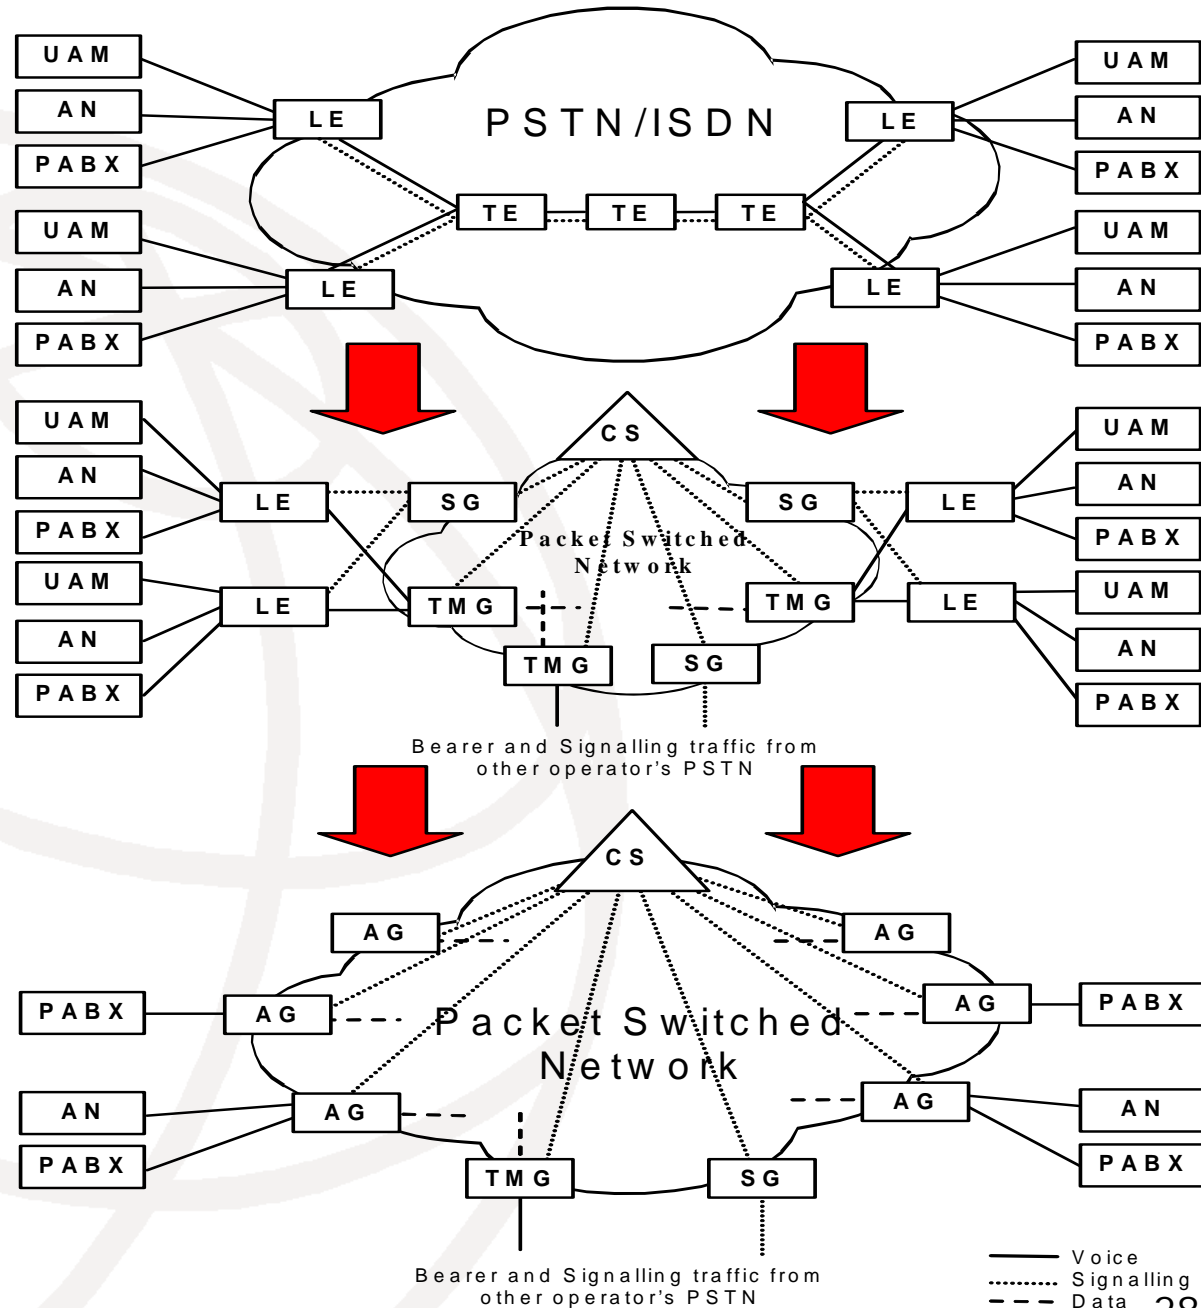 UAM
UAM
PSTN/ISDN
AN
LE
LE
AN
PABX
PABX
TE TE TE
UAM
UAM
AN
LE
LE
AN
PABX
PABX
UAM
CS
UAM
AN
AN
LE
SG
SG
LE
PABX
Packet Switched
PABX
Network
UAM
UAM
LE
TMG
TMG
LE
AN
AN
TMG
SG
PABX
PABX
Bearer and Signalling traffic from
other operator's PSTN
CS
AG
AG
PABX
AG
AG
PABX
Packet Switched
Network
AN
AG
AG
AN
PABX
PABX
TMG
SG
Voice
Signalling
Data
Bearer and Signalling traffic from
other operator's PSTN
28